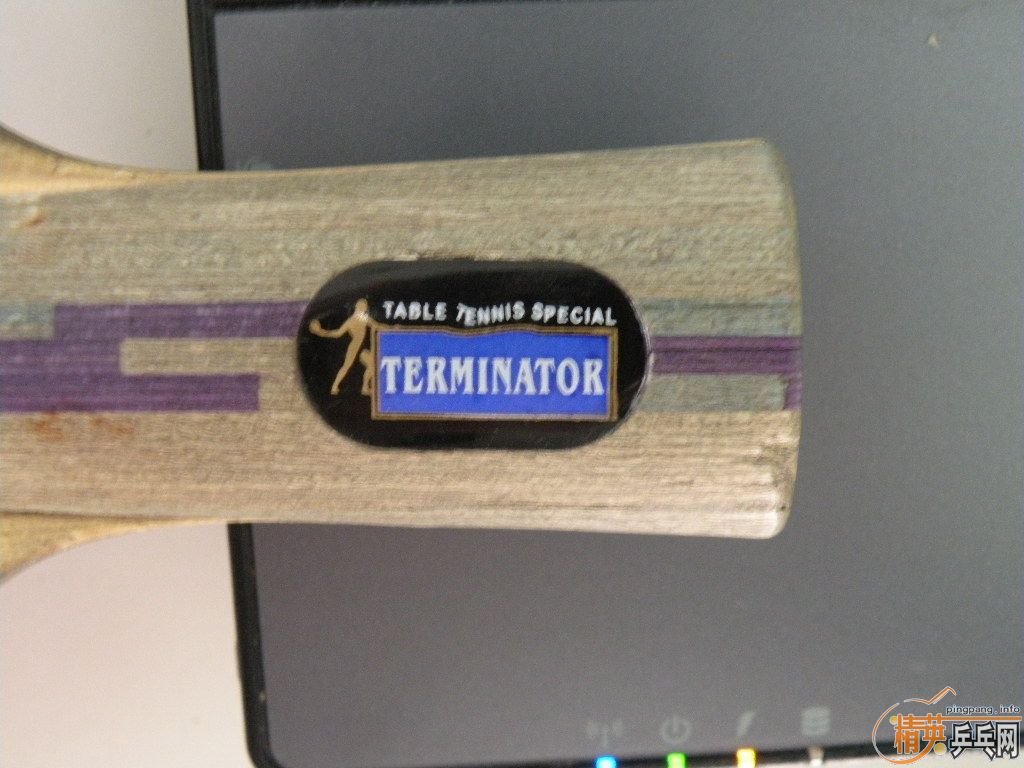 TABLE TENNIS SPECIAL
TERMINATOR
pingpang.info
精英乒乓网